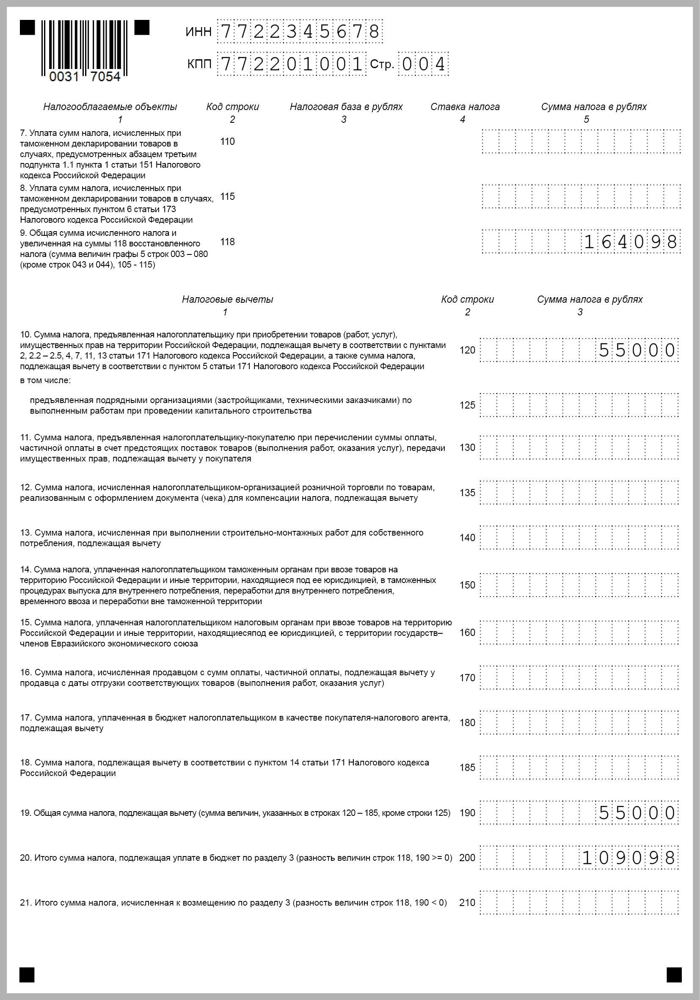 ИНН 7722345678
0031 7054
КПП 772201001 Стр. 004
Налогооблагаемые объекты Код строки Налоговая база в рублях Ставка налога Сумма налога в рублях
1 2 3 4 5
7. Уплата сумм налога, исчисленных при
таможенном декларировании товаров в 110
случаях, предусмотренных абзацем третьим
подпункта 1.1 пункта 1 статьи 151 Налогового
кодекса Российской Федерации
8. Уплата сумм налога, исчисленных при
таможенном декларировании товаров в случаях, 115
предусмотренных пунктом 6 статьи 173
Налогового кодекса Российской Федерации
9. Общая сумма исчисленного налога и
увеличенная на суммы 118 восстановленного 118 164098
налога (сумма величин графы 5 строк 003 – 080
(кроме строк 043 и 044), 105 - 115)
Налоговые вычеты Код строки Сумма налога в рублях
1 2 3
10. Сумма налога, предъявленная налогоплательщику при приобретении товаров (работ, услуг),
имущественных прав на территории Российской Федерации, подлежащая вычету в соответствии с пунктами 120 55000
2, 2.2 – 2.5, 4, 7, 11, 13 статьи 171 Налогового кодекса Российской Федерации, а также сумма налога,
подлежащая вычету в соответствии с пунктом 5 статьи 171 Налогового кодекса Российской Федерации
в том числе:
предъявленная подрядными организациями (застройщиками, техническими заказчиками) по 125
выполненным работам при проведении капитального строительства
11. Сумма налога, предъявленная налогоплательщику-покупателю при перечислении суммы оплаты,
частичной оплаты в счет предстоящих поставок товаров (выполнения работ, оказания услуг), передачи 130
имущественных прав, подлежащая вычету у покупателя
12. Сумма налога, исчисленная налогоплательщиком-организацией розничной торговли по товарам, 135
реализованным с оформлением документа (чека) для компенсации налога, подлежащая вычету
13. Сумма налога, исчисленная при выполнении строительно-монтажных работ для собственного 140
потребления, подлежащая вычету
14. Сумма налога, уплаченная налогоплательщиком таможенным органам при ввозе товаров на
территорию Российской Федерации и иные территории, находящиеся под ее юрисдикцией, в таможенных 150
процедурах выпуска для внутреннего потребления, переработки для внутреннего потребления,
временного ввоза и переработки вне таможенной территории
15. Сумма налога, уплаченная налогоплательщиком налоговым органам при ввозе товаров на территорию
Российской Федерации и иные территории, находящиесяпод ее юрисдикцией, с территории государств– 160
членов Евразийского экономического союза
16. Сумма налога, исчисленная продавцом с сумм оплаты, частичной оплаты, подлежащая вычету у 170
продавца с даты отгрузки соответствующих товаров (выполнения работ, оказания услуг)
17. Сумма налога, уплаченная в бюджет налогоплательщиком в качестве покупателя-налогового агента, 180
подлежащая вычету
18. Сумма налога, подлежащая вычету в соответствии с пунктом 14 статьи 171 Налогового кодекса 185
Российской Федерации
19. Общая сумма налога, подлежащая вычету (сумма величин, указанных в строках 120 – 185, кроме строки 125) 190 55000
20. Итого сумма налога, подлежащая уплате в бюджет по разделу 3 (разность величин строк 118, 190 >= 0) 200 109098
21. Итого сумма налога, исчисленная к возмещению по разделу 3 (разность величин строк 118, 190 < 0) 210